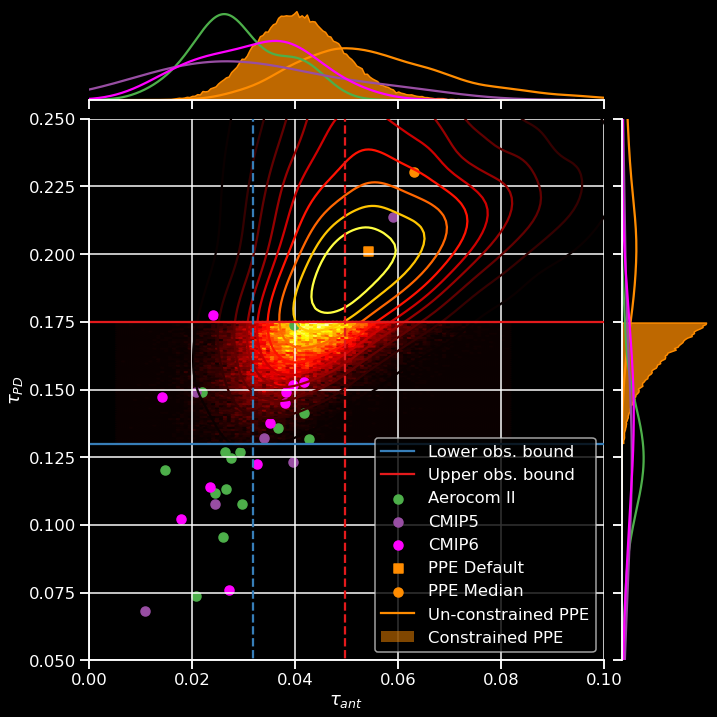 0.250
0.225
0.200
0.175
0.150
0.125
0.100
0.075
0.050
τPD
Lower obs. bound
Upper obs. bound
Aerocom II
CMIP5
CMIP6
PPE Default
PPE Median
Un-constrained PPE
Constrained PPE
0.00 0.02 0.04 0.06 0.08 0.10
τant